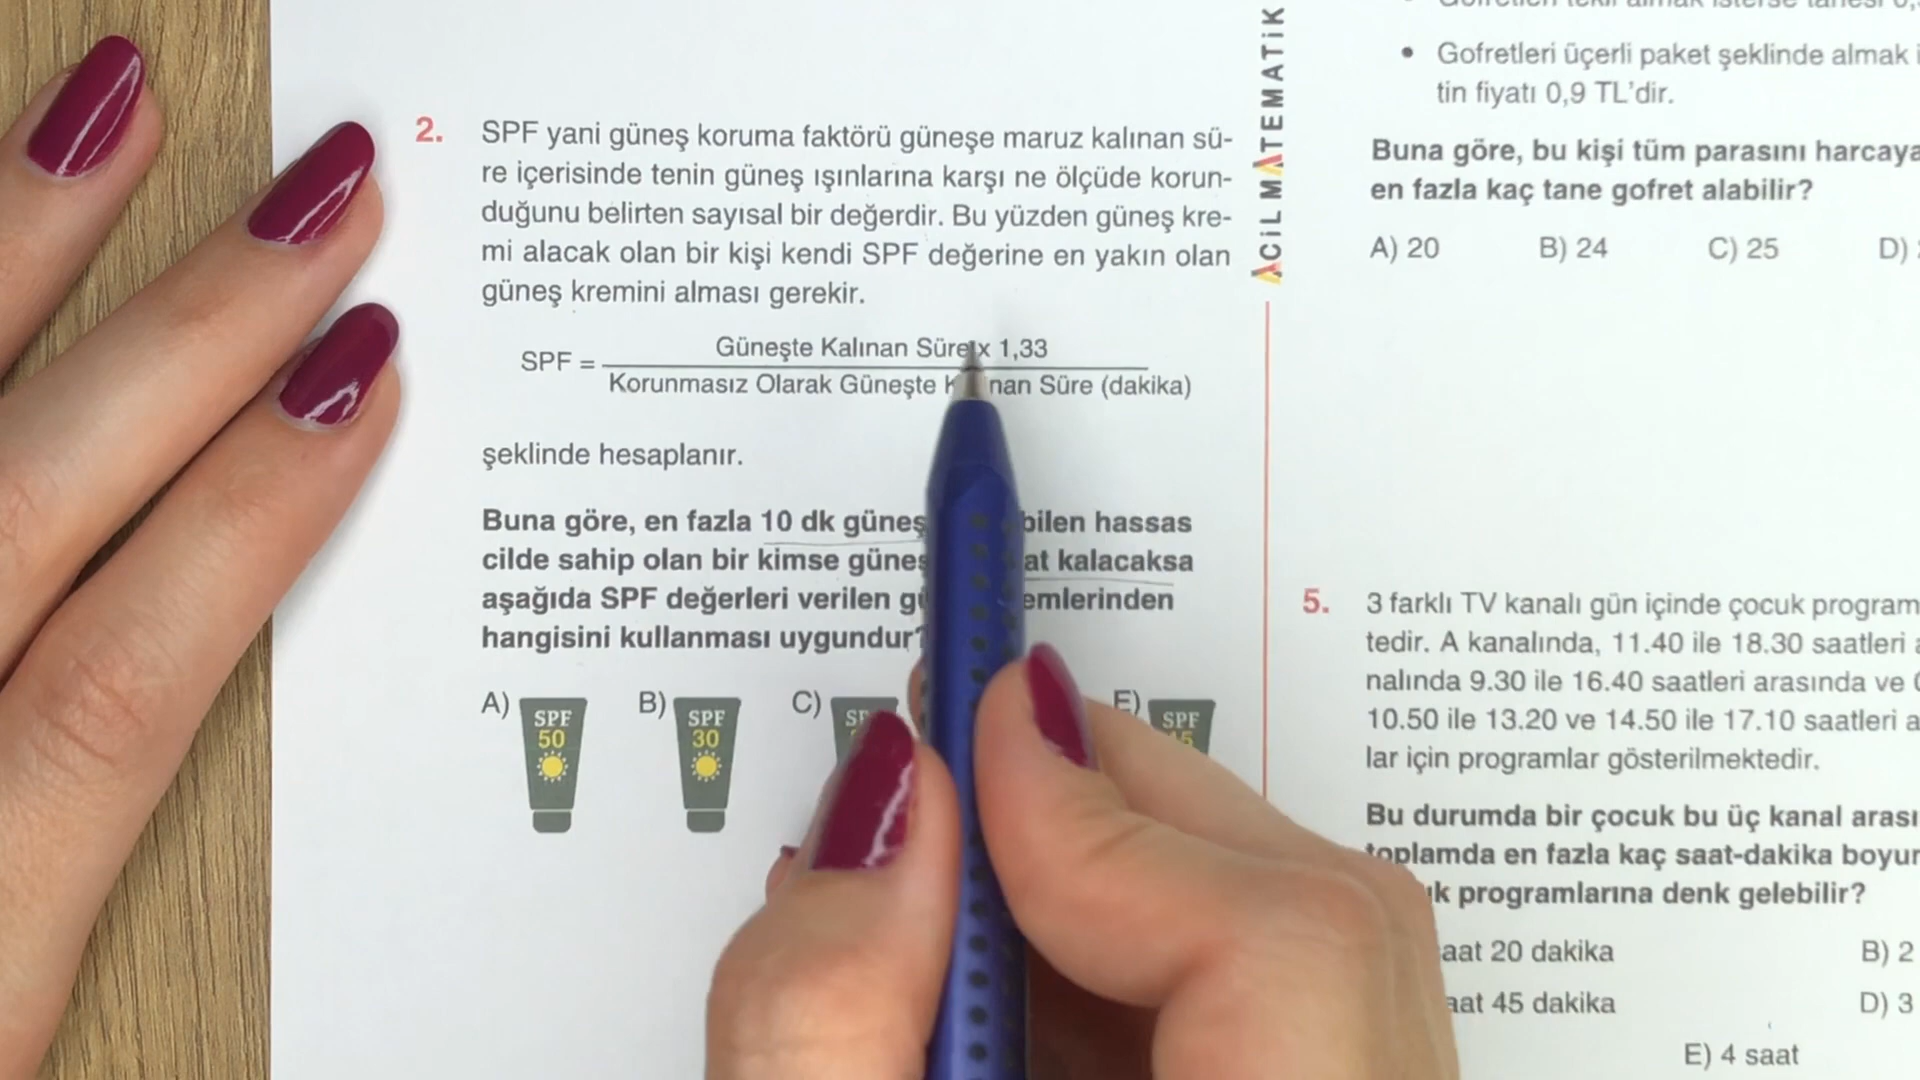 2. SPF yani güneş koruma faktörü güneşe maruz kalınan sü-
re içerisinde tenin güneş ışınlarına karşı ne ölçüde korun-
duğunu belirten sayısal bir değerdir. Bu yüzden güneş kre-
mi alacak olan bir kişi kendi SPF değerine en yakın olan
güneş kremini alması gerekir.
SPF =
Güneşte Kalınan Süre x 1,33
Korunmasız Olarak Güneşte Süre (dakika)
şeklinde hesaplanır.
Buna göre, en fazla 10 dk güneş bilen hassas
cilde sahip olan bir kimse güneş at kalacaksa
aşağıda SPF değerleri verilen emlerinden
hangisini kullanması uygundur?
A) SPF 50
B) SPF 30
C)
E) SPF
ACİL MATEMATİK
Gofretleri
• Gofretleri üçerli paket şeklinde almak
tin fiyatı 0,9 TL'dir.
Buna göre, bu kişi tüm parasını harcaya
en fazla kaç tane gofret alabilir?
A) 20 B) 24 C) 25 D)
5. 3 farklı TV kanalı gün içinde çocuk program
tedir. A kanalında, 11.40 ile 18.30 saatleri
nalında 9.30 ile 16.40 saatleri arasında ve
10.50 ile 13.20 ve 14.50 ile 17.10 saatleri
lar için programlar gösterilmektedir.
Bu durumda bir çocuk bu üç kanal arası
toplamda en fazla kaç saat-dakika boyun
k programlarına denk gelebilir?
aat 20 dakika B) 2
aat 45 dakika D) 3
E) 4 saat